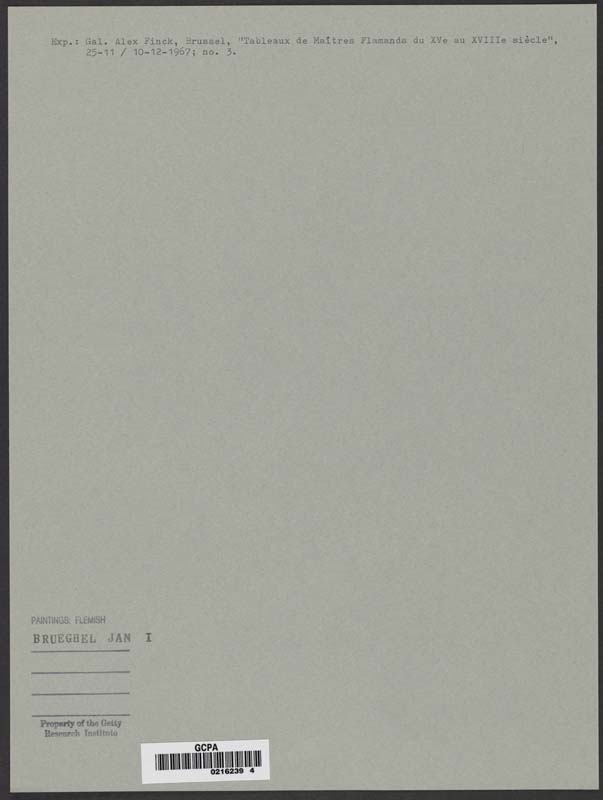 Exp.: Gal. Alex Finck, Brussel, "Tableaux de Maîtres Flamands du XVe au XVIIIe siècle",
25-11 / 10-12-1967; no. 3.
PAINTINGS: FLEMISH
BRUEGHEL JAN I
Property of the Getty
Research Institute
GCPA
0216239 4